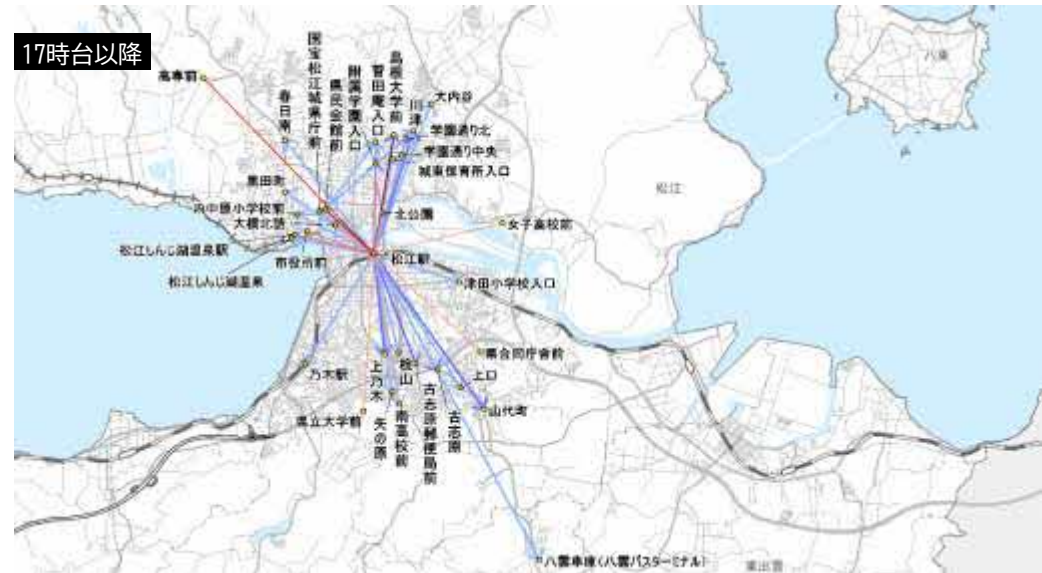 17時台以降
高専前
春日南
国宝松江城県庁前
県民会館前
附属学園入口
菅田庵入口
島根大学前
川津
大内谷
学園通り北
学園通り中央
城東保育所入口
黒田町
内中原小学校前
大橋北詰
北公園
女子高校前
松江
八束
松江しんじ湖温泉駅
市役所前
松江駅
松江しんじ湖温泉
津田小学校入口
乃木駅
上乃木
桧山
県合同庁舎前
上口
山代町
県立大学前
矢の原
南高校前
古志原郵便局前
古志原
八雲車庫(八雲バスターミナル)
東出雲